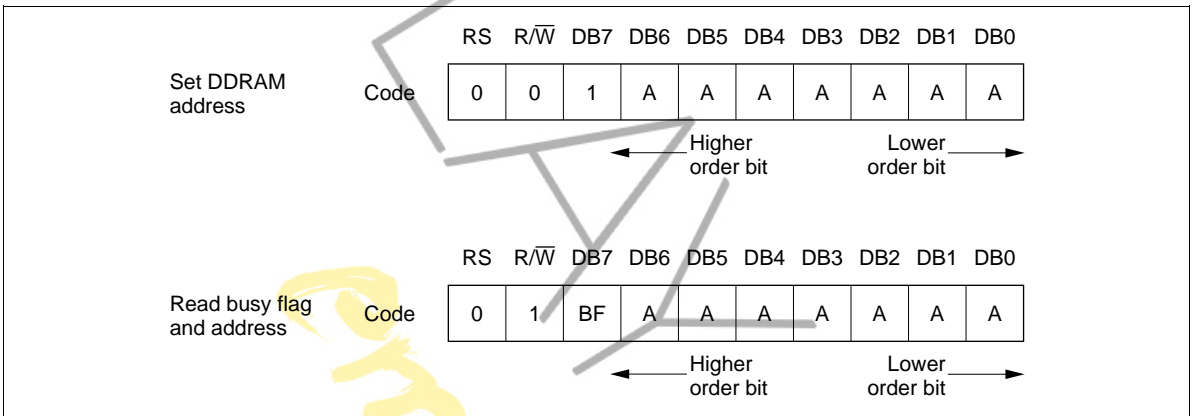 RS R/W̅ DB7 DB6 DB5 DB4 DB3 DB2 DB1 DB0
Set DDRAM address Code 0 0 1 A A A A A A A
Higher order bit Lower order bit
RS R/W̅ DB7 DB6 DB5 DB4 DB3 DB2 DB1 DB0
Read busy flag and address Code 0 1 BF A A A A A A A
Higher order bit Lower order bit